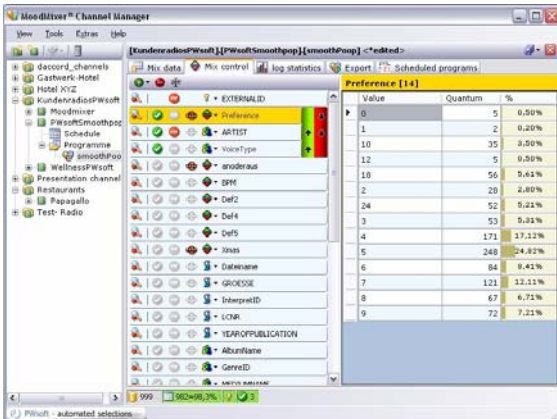 MoodMixer® Channel Manager
View Tools Extras Help
[KundenradiosPWsoft].[PWsoftSmoothpop].[smoothPoop] <*edited>
daccord_channels
Gastwerk-Hotel
Hotel XYZ
KundenradiosPWsoft
Moodmixer
PWsoftSmoothpop
Schedule
Programme
smoothPoo
WellnessPWsoft
Presentation channel
Restaurants
Papagallo
Test- Radio
Mix data Mix control log statistics Export Scheduled programs
EXTERNALID
Preference
ARTIST
VoiceType
anoderaus
BPM
Def2
Def4
Def5
Xmas
Dateiname
GROESSE
InterpretID
LCNR
YEAROFPUBLICATION
AlbumName
GenreID
Preference [14]
Value Quantum %
0 5 0,50%
1 2 0,20%
10 35 3,50%
12 5 0,50%
18 56 5,61%
2 28 2,80%
24 52 5,21%
3 53 5,31%
4 171 17,12%
5 248 24,82%
6 84 8,41%
7 121 12,11%
8 67 6,71%
9 72 7,21%
999 982=98,3% 3
PWsoft - automated selections